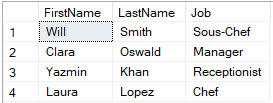 FirstName LastName Job
1 Will Smith Sous-Chef
2 Clara Oswald Manager
3 Yazmin Khan Receptionist
4 Laura Lopez Chef